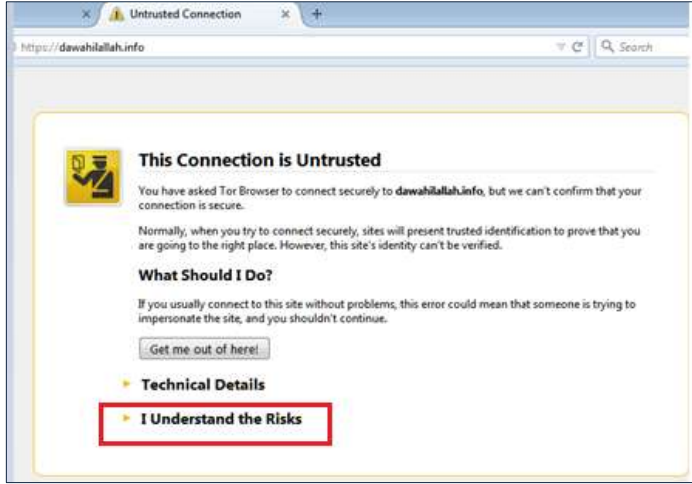 Untrusted Connection
https://dawahilallah.info
Search
This Connection is Untrusted
You have asked Tor Browser to connect securely to dawahilallah.info, but we can't confirm that your
connection is secure.
Normally, when you try to connect securely, sites will present trusted identification to prove that you
are going to the right place. However, this site's identity can't be verified.
What Should I Do?
If you usually connect to this site without problems, this error could mean that someone is trying to
impersonate the site, and you shouldn't continue.
Get me out of here!
Technical Details
I Understand the Risks